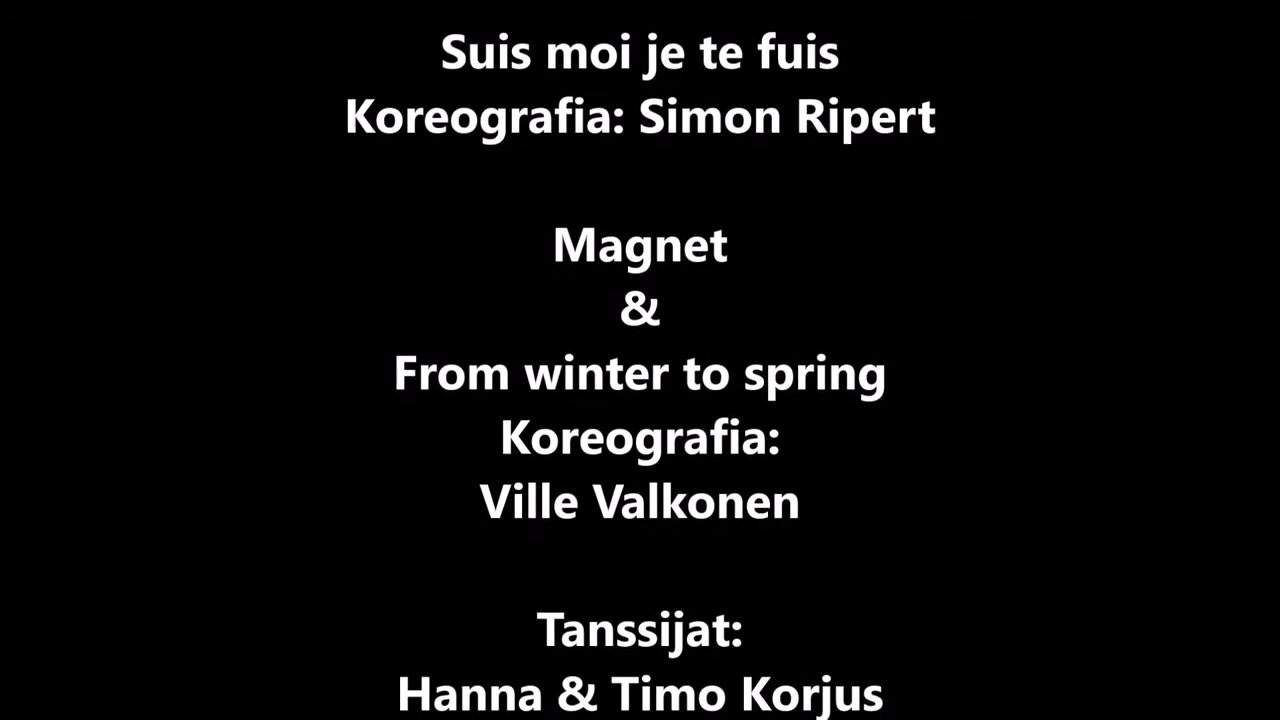 Suis moi je te fuis
Koreografia: Simon Ripert
Magnet
&
From winter to spring
Koreografia:
Ville Valkonen
Tanssijat:
Hanna & Timo Korjus